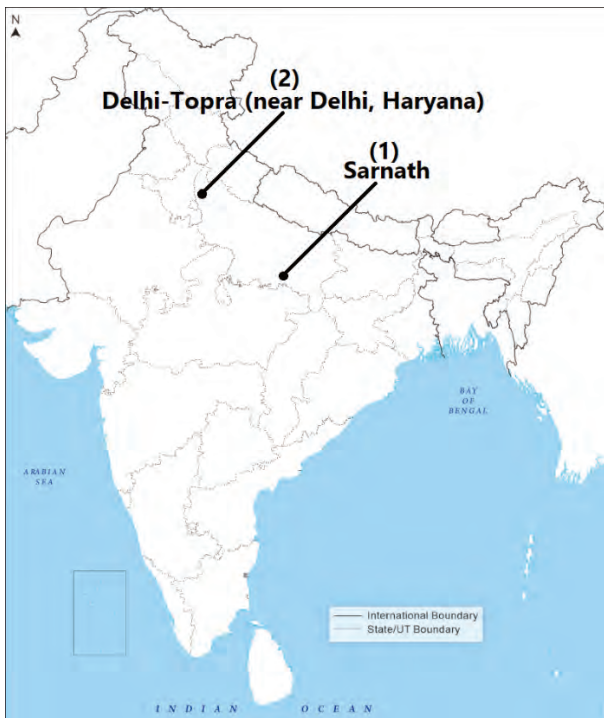 N
(2)
Delhi-Topra (near Delhi, Haryana)
(1)
Sarnath
BAY
OF
BENGAL
ARABIAN
SEA
International Boundary
State/UT Boundary
INDIAN OCEAN